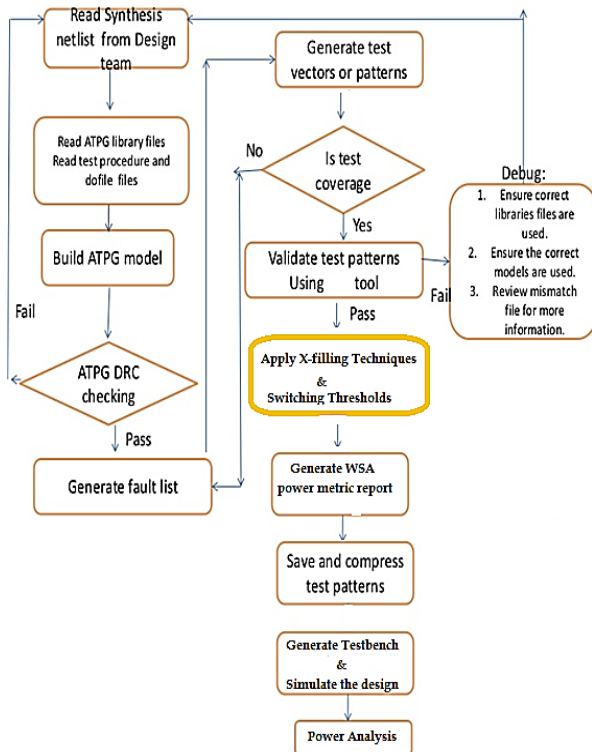 Read Synthesis
netlist from Design
team
Read ATPG library files
Read test procedure and
dofile files
Build ATPG model
Fail
ATPG DRC
checking
Pass
Generate fault list
Generate test
vectors or patterns
No
Is test
coverage
Yes
Validate test patterns
Using tool
Fail
Pass
Debug:
1. Ensure correct
libraries files are
used.
2. Ensure the correct
models are used.
3. Review mismatch
file for more
information.
Apply X-filling Techniques
&
Switching Thresholds
Generate WSA
power metric report
Save and compress
test patterns
Generate Testbench
&
Simulate the design
Power Analysis